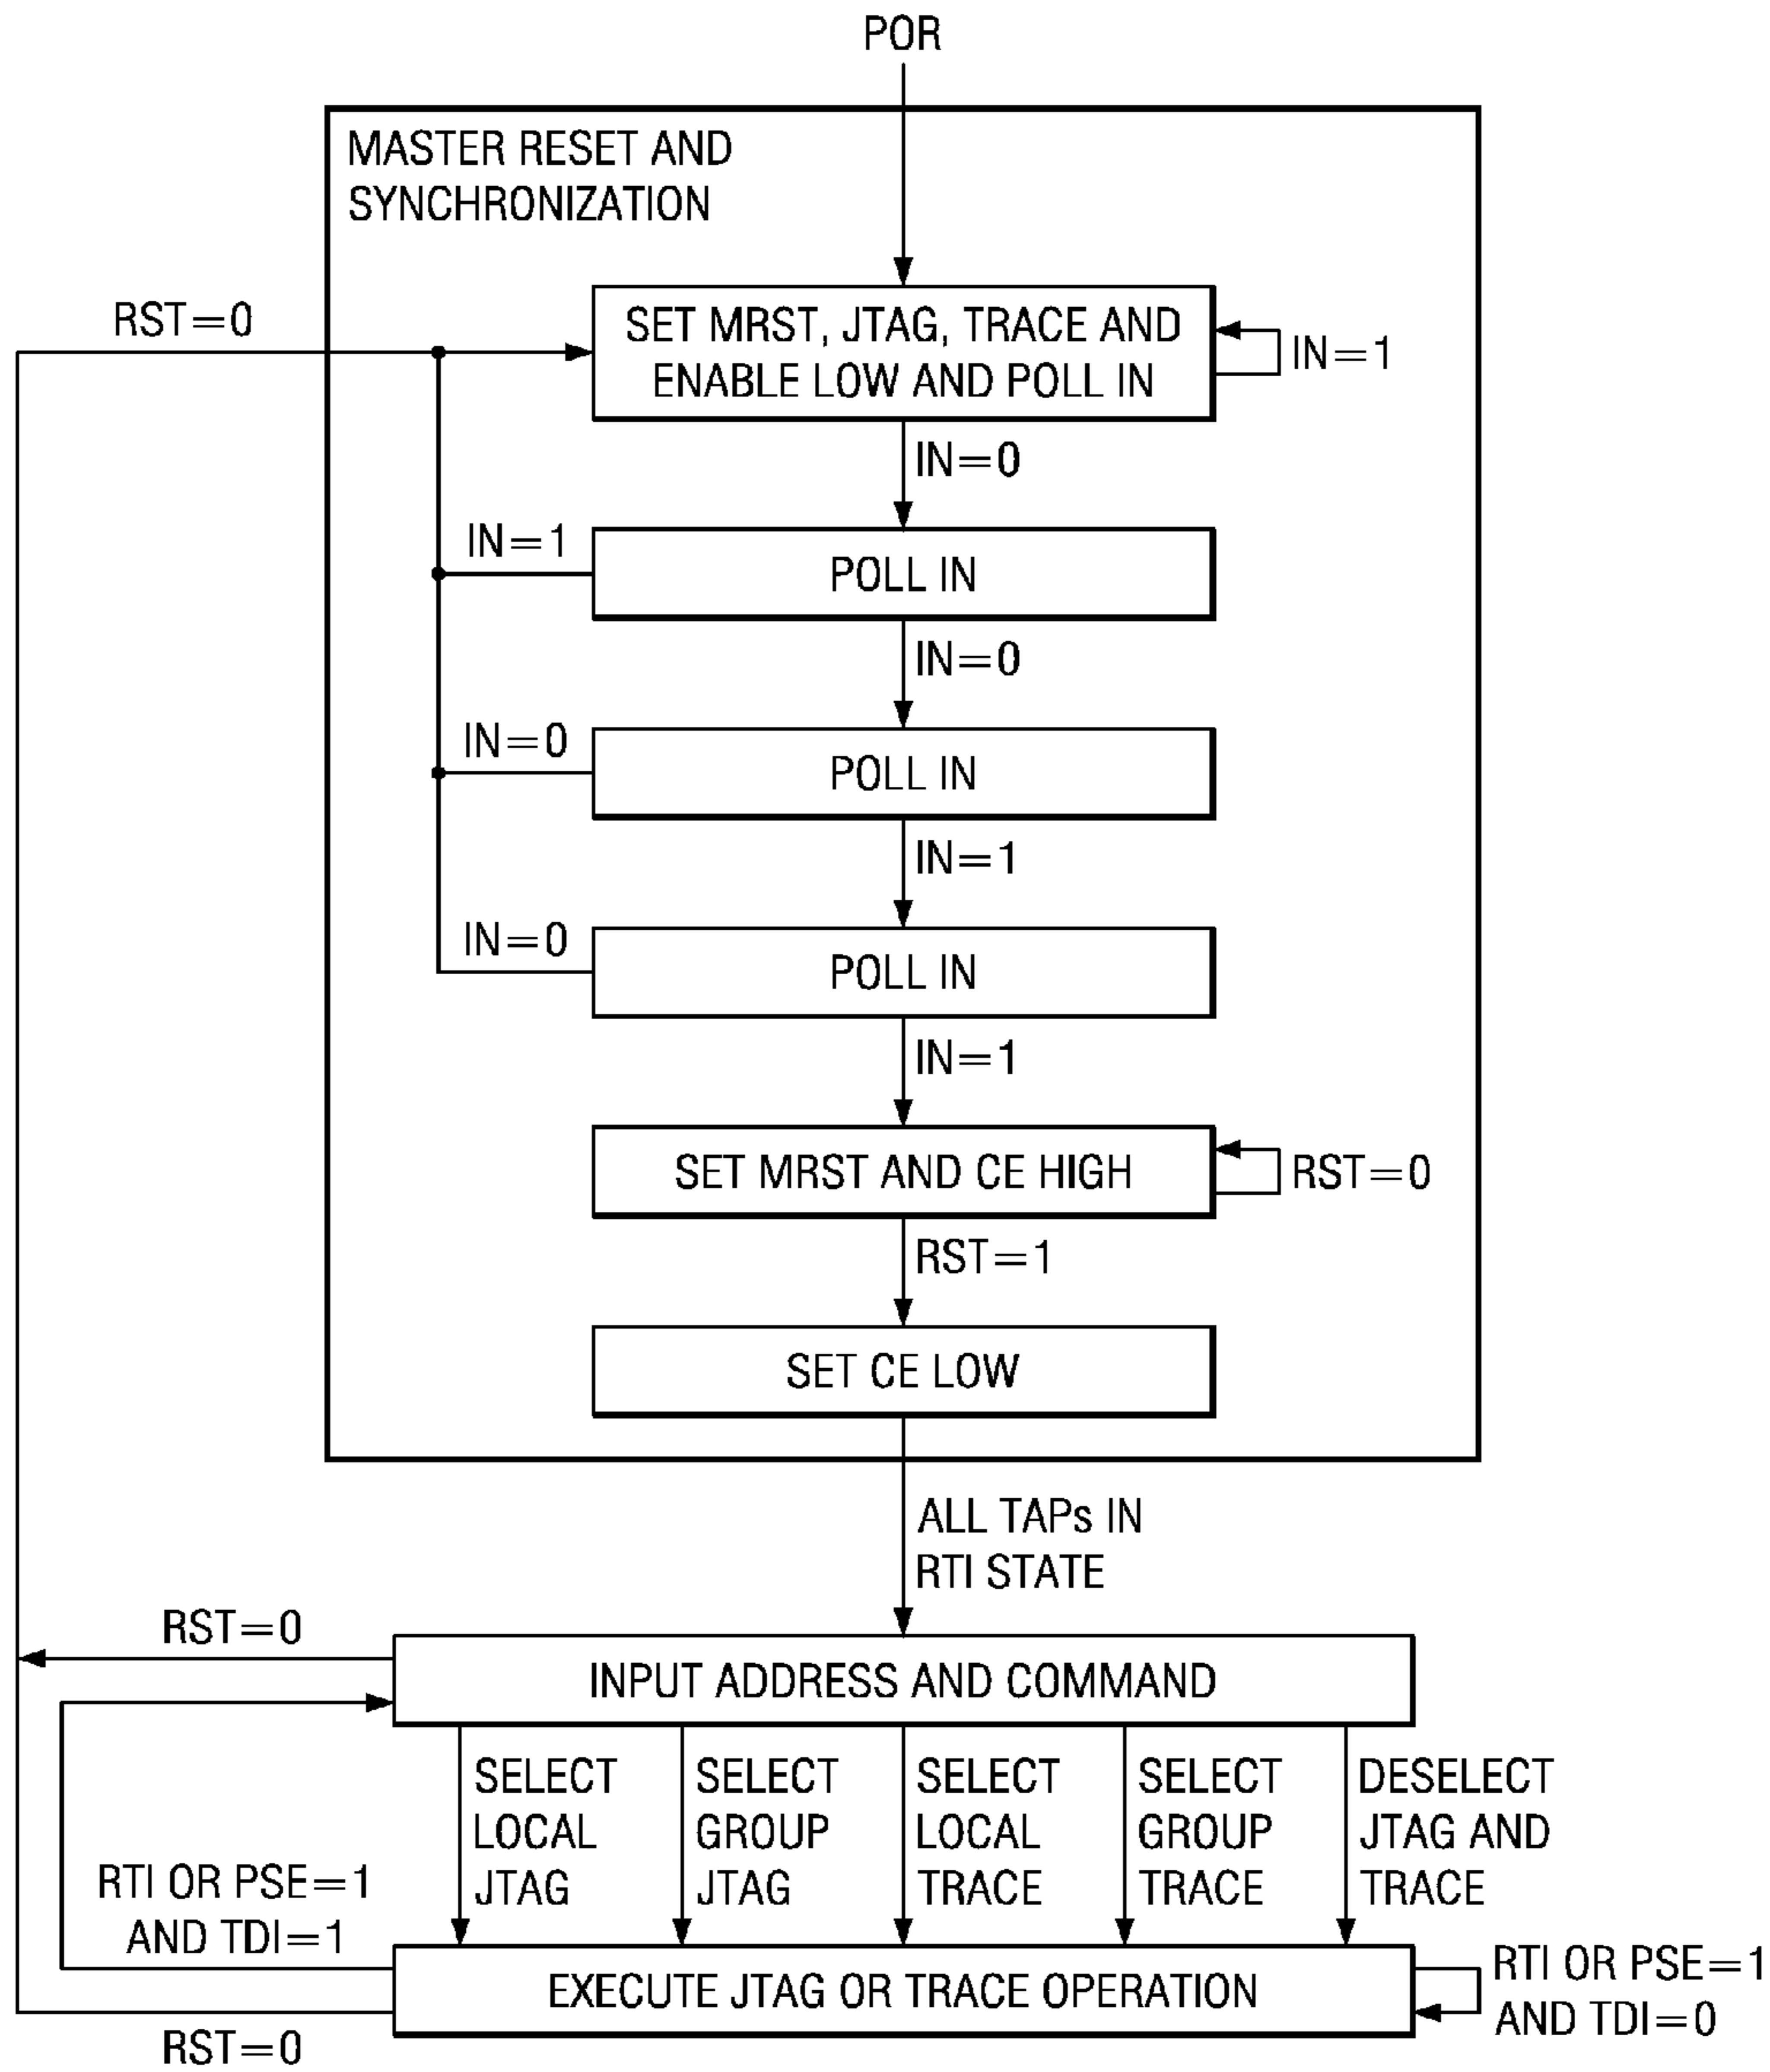 POR
MASTER RESET AND
SYNCHRONIZATION
RST=0
SET MRST, JTAG, TRACE AND
ENABLE LOW AND POLL IN
IN=1
IN=0
IN=1
POLL IN
IN=0
IN=0
POLL IN
IN=1
IN=0
POLL IN
IN=1
SET MRST AND CE HIGH
RST=0
RST=1
SET CE LOW
ALL TAPs IN
RTI STATE
RST=0
INPUT ADDRESS AND COMMAND
SELECT
LOCAL
JTAG
SELECT
GROUP
JTAG
SELECT
LOCAL
TRACE
SELECT
GROUP
TRACE
DESELECT
JTAG AND
TRACE
RTI OR PSE=1
AND TDI=1
EXECUTE JTAG OR TRACE OPERATION
RTI OR PSE=1
AND TDI=0
RST=0